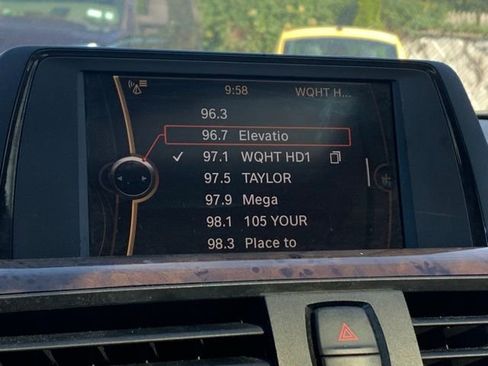 9:58 WQHT H...
96.3
96.7 Elevatio
97.1 WQHT HD1
97.5 TAYLOR
97.9 Mega
98.1 105 YOUR
98.3 Place to